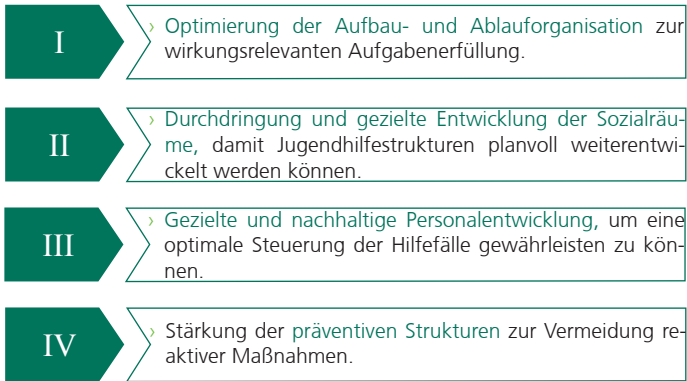 I
› Optimierung der Aufbau- und Ablauforganisation zur
wirkungsrelevanten Aufgabenerfüllung.
II
› Durchdringung und gezielte Entwicklung der Sozialräu-
me, damit Jugendhilfestrukturen planvoll weiterentwi-
ckelt werden können.
III
› Gezielte und nachhaltige Personalentwicklung, um eine
optimale Steuerung der Hilfefälle gewährleisten zu kön-
nen.
IV
› Stärkung der präventiven Strukturen zur Vermeidung re-
aktiver Maßnahmen.